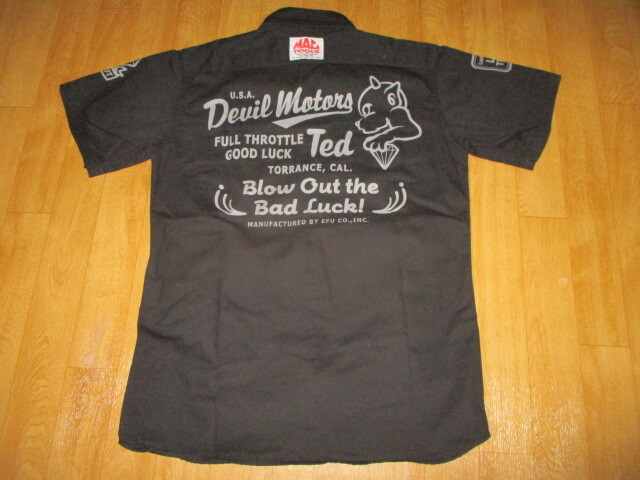 MAC
TOOLS
U.S.A.
Devil Motors
FULL THROTTLE
GOOD LUCK
Ted
TORRANCE, CAL.
Blow Out the
Bad Luck!
MANUFACTURED BY EFU CO., INC.